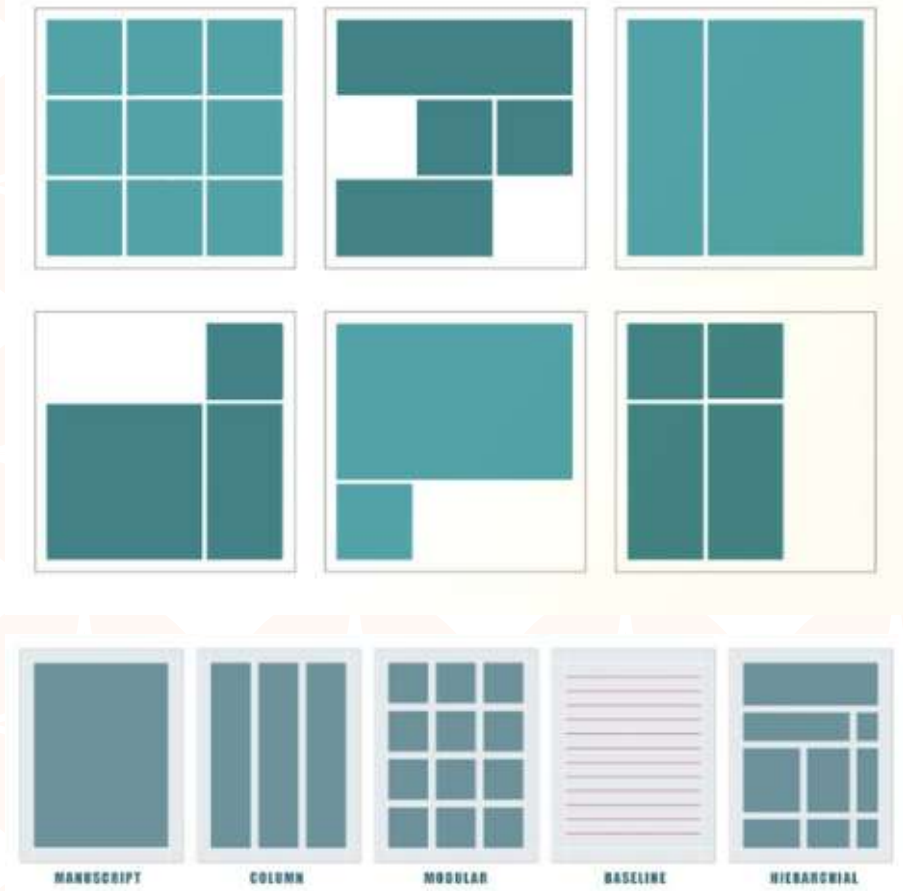 MANUSCRIPT
COLUMN
MODULAR
BASELINE
HIERARCHIAL